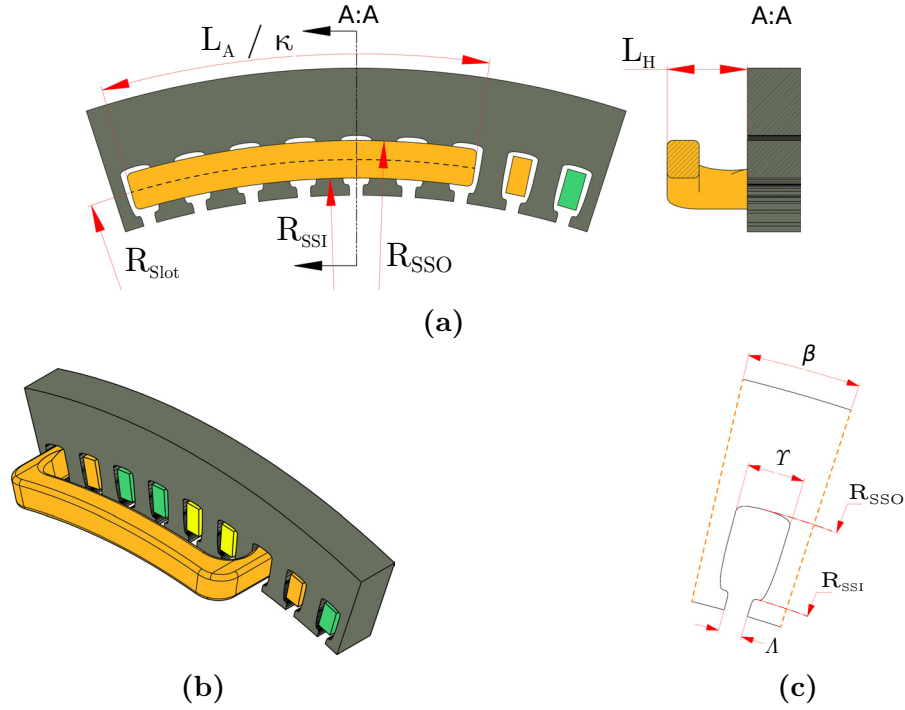 A:A
A:A
L_A / κ
L_H
R_SSI
R_SSO
R_Slot
(a)
β
ϒ
R_SSO
R_SSI
Λ
(b)
(c)